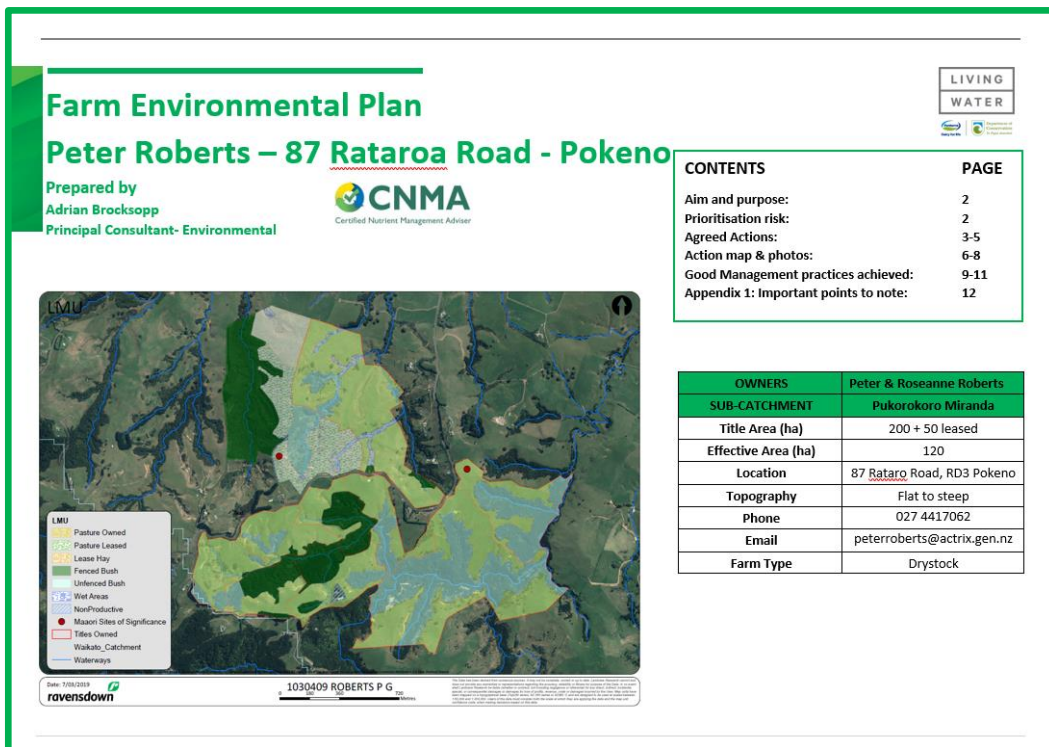 Farm Environmental Plan
Peter Roberts – 87 Rataroa Road - Pokeno
Prepared by
Adrian Brocksopp
Principal Consultant- Environmental
CNMA
Certified Nutrient Management Adviser
LIVING
WATER
CONTENTS PAGE
Aim and purpose: 2
Prioritisation risk: 2
Agreed Actions: 3-5
Action map & photos: 6-8
Good Management practices achieved: 9-11
Appendix 1: Important points to note: 12
OWNERS Peter & Roseanne Roberts
SUB-CATCHMENT Pukorokoro Miranda
Title Area (ha) 200 + 50 leased
Effective Area (ha) 120
Location 87 Rataro Road, RD3 Pokeno
Topography Flat to steep
Phone 027 4417062
Email peterroberts@actrix.gen.nz
Farm Type Drystock
LMU
LMU
Pasture Owned
Pasture Leased
Lease Hay
Fenced Bush
Unfenced Bush
Wet Areas
NonProductive
Maaori Sites of Significance
Titles Owned
Waikato_Catchment
Waterways
Date: 7/06/2019
ravensdown
1030409 ROBERTS P G
0 180 360 720
Metres